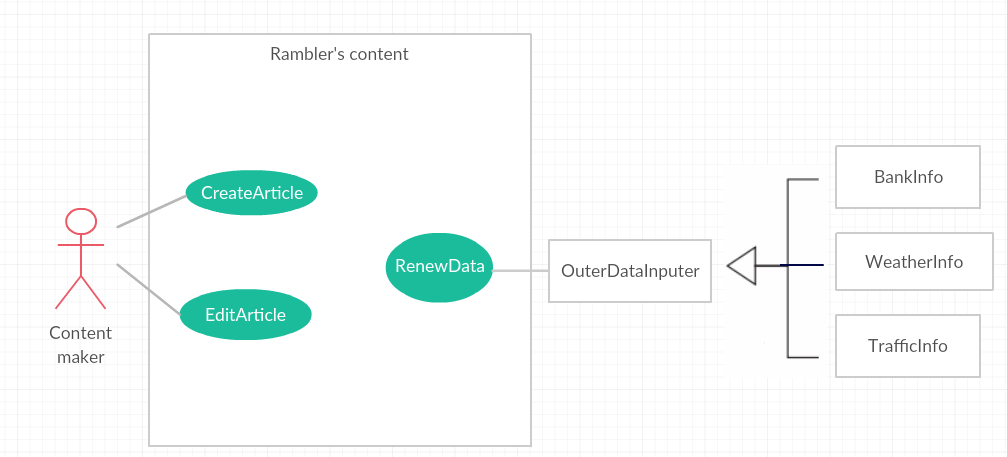 Rambler's content
CreateArticle
EditArticle
Content
maker
RenewData
OuterDataInputer
BankInfo
WeatherInfo
TrafficInfo